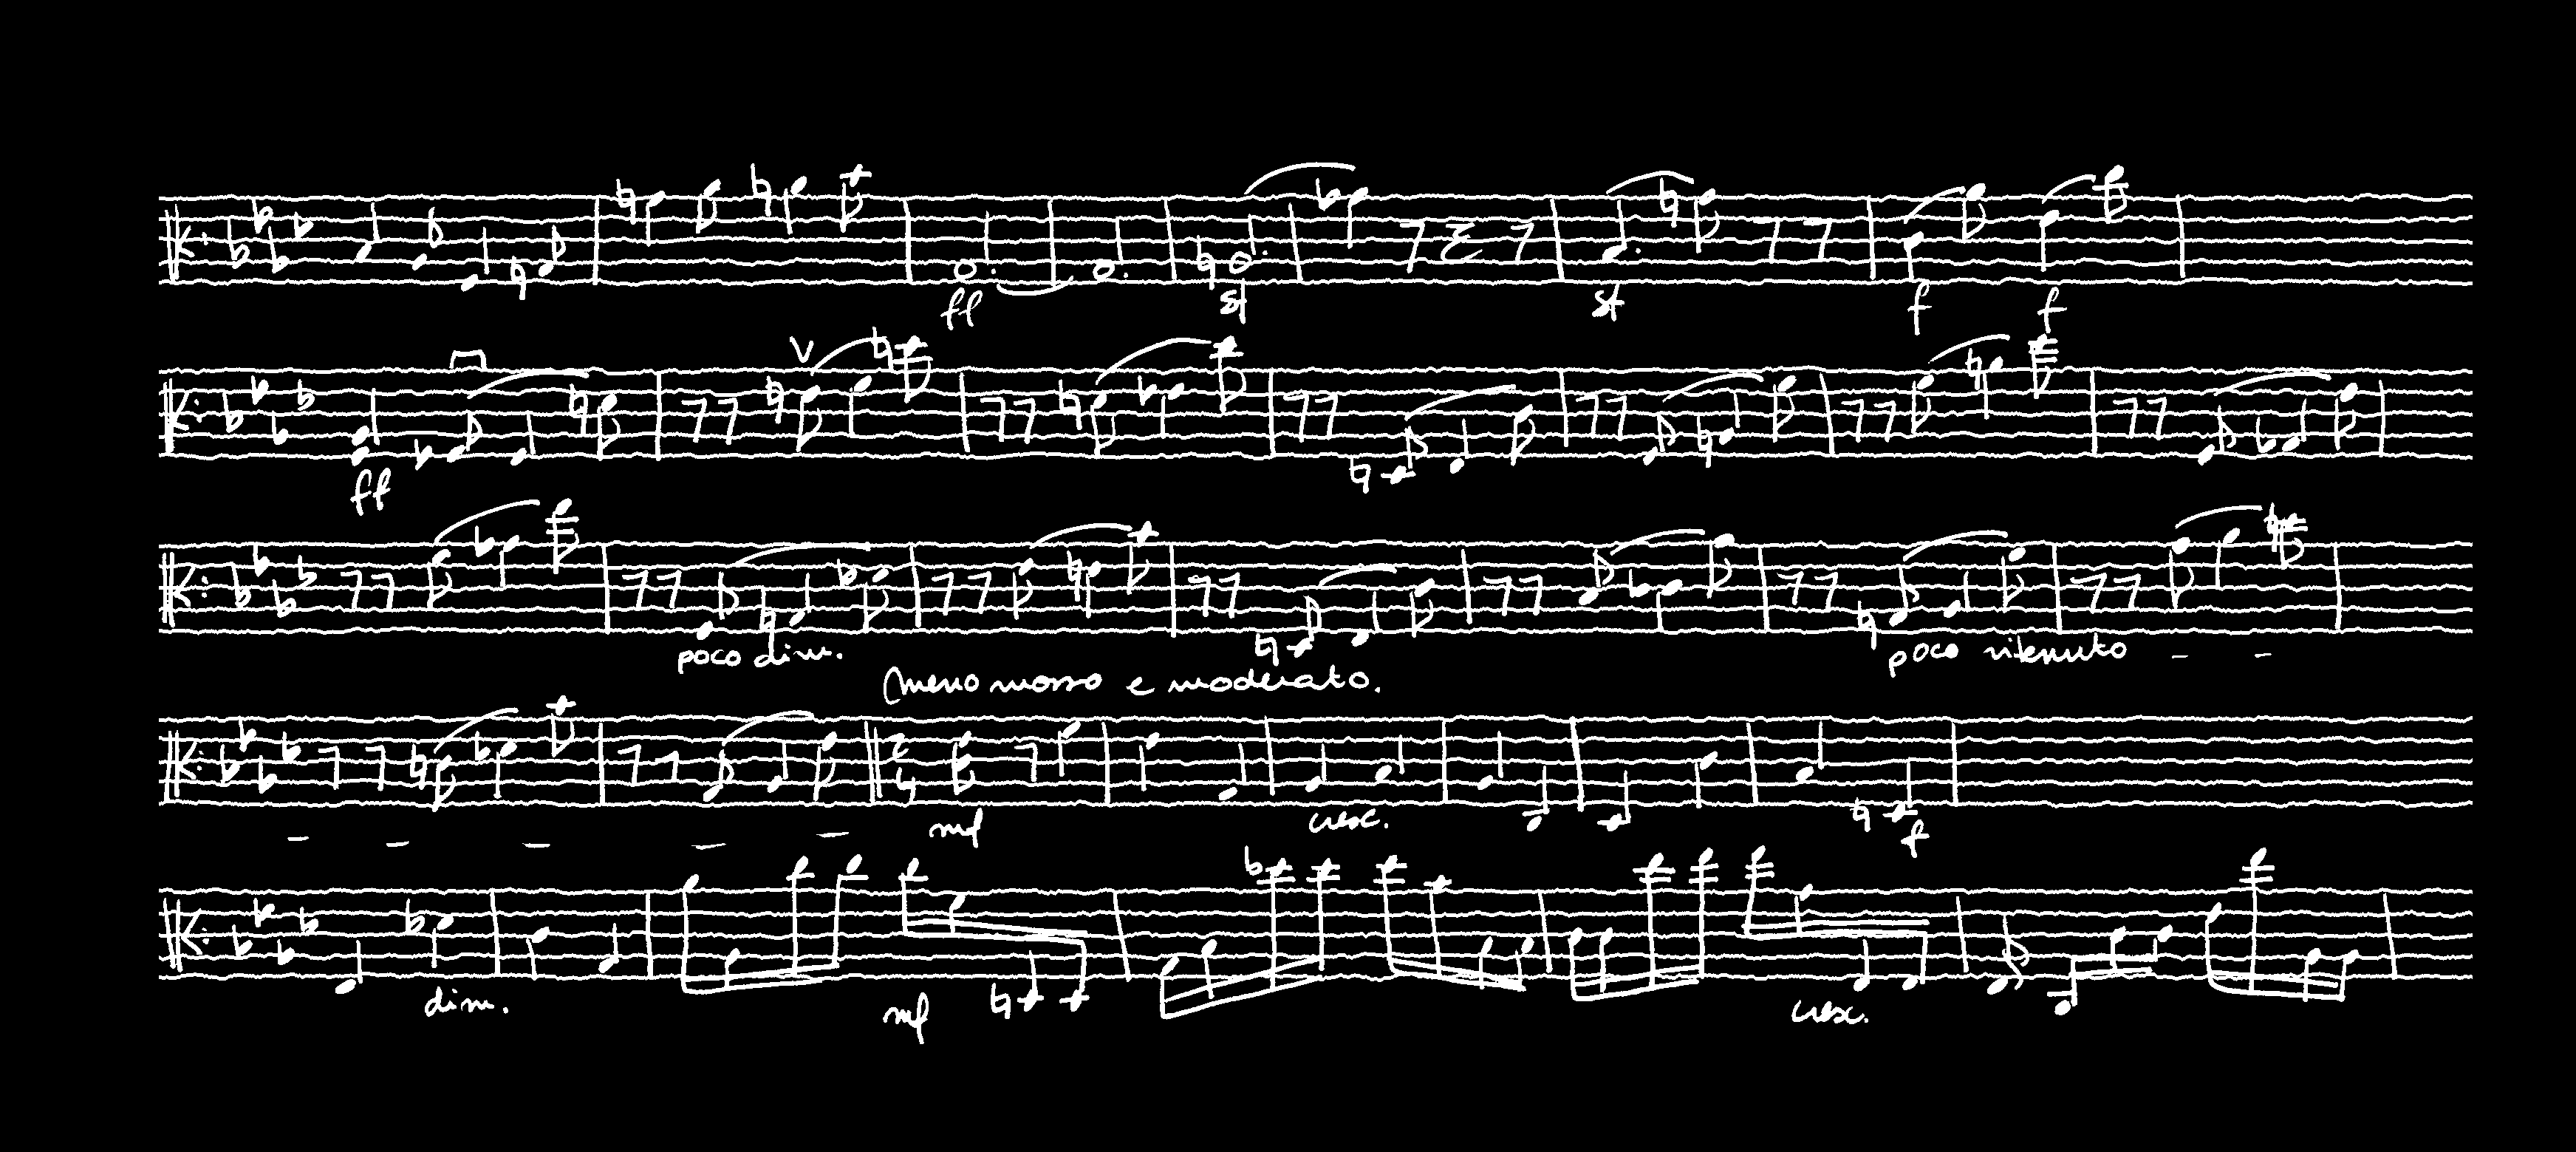 ff sf sf f f
V
ff
poco dim. poco ritenuto - -
Meno mosso e moderato.
- - - - -
mf cresc. f
dim. mf cresc.